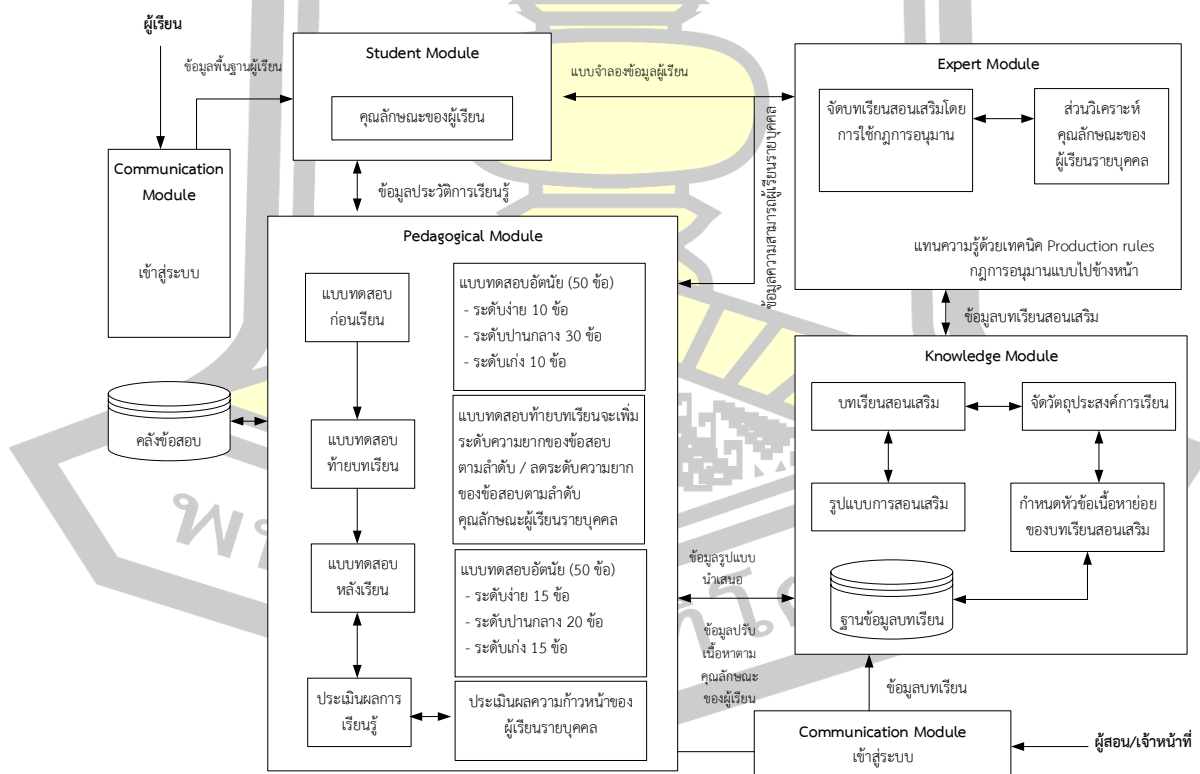 ผู้เรียน
ข้อมูลพื้นฐานผู้เรียน
Student Module
คุณลักษณะของผู้เรียน
แบบจำลองข้อมูลผู้เรียน
Expert Module
จัดบทเรียนสอนเสริมโดย
การใช้กฎการอนุมาน
ส่วนวิเคราะห์
คุณลักษณะของ
ผู้เรียนรายบุคคล
แทนความรู้ด้วยเทคนิค Production rules
กฎการอนุมานแบบไปข้างหน้า
Communication
Module
เข้าสู่ระบบ
ข้อมูลประวัติการเรียนรู้
ข้อมูลความสามารถผู้เรียนรายบุคคล
Pedagogical Module
แบบทดสอบ
ก่อนเรียน
แบบทดสอบอัตนัย (50 ข้อ)
- ระดับง่าย 10 ข้อ
- ระดับปานกลาง 30 ข้อ
- ระดับเก่ง 10 ข้อ
คลังข้อสอบ
แบบทดสอบ
ท้ายบทเรียน
แบบทดสอบท้ายบทเรียนจะเพิ่ม
ระดับความยากของข้อสอบ
ตามลำดับ / ลดระดับความยาก
ของข้อสอบตามลำดับ
คุณลักษณะผู้เรียนรายบุคคล
แบบทดสอบ
หลังเรียน
แบบทดสอบอัตนัย (50 ข้อ)
- ระดับง่าย 15 ข้อ
- ระดับปานกลาง 20 ข้อ
- ระดับเก่ง 15 ข้อ
ประเมินผลการ
เรียนรู้
ประเมินผลความก้าวหน้าของ
ผู้เรียนรายบุคคล
ข้อมูลบทเรียนสอนเสริม
Knowledge Module
บทเรียนสอนเสริม
จัดวัตถุประสงค์การเรียน
รูปแบบการสอนเสริม
กำหนดหัวข้อเนื้อหาย่อย
ของบทเรียนสอนเสริม
ฐานข้อมูลบทเรียน
ข้อมูลรูปแบบ
นำเสนอ
ข้อมูลปรับ
เนื้อหาตาม
คุณลักษณะ
ของผู้เรียน
ข้อมูลบทเรียน
Communication Module
เข้าสู่ระบบ
ผู้สอน/เจ้าหน้าที่